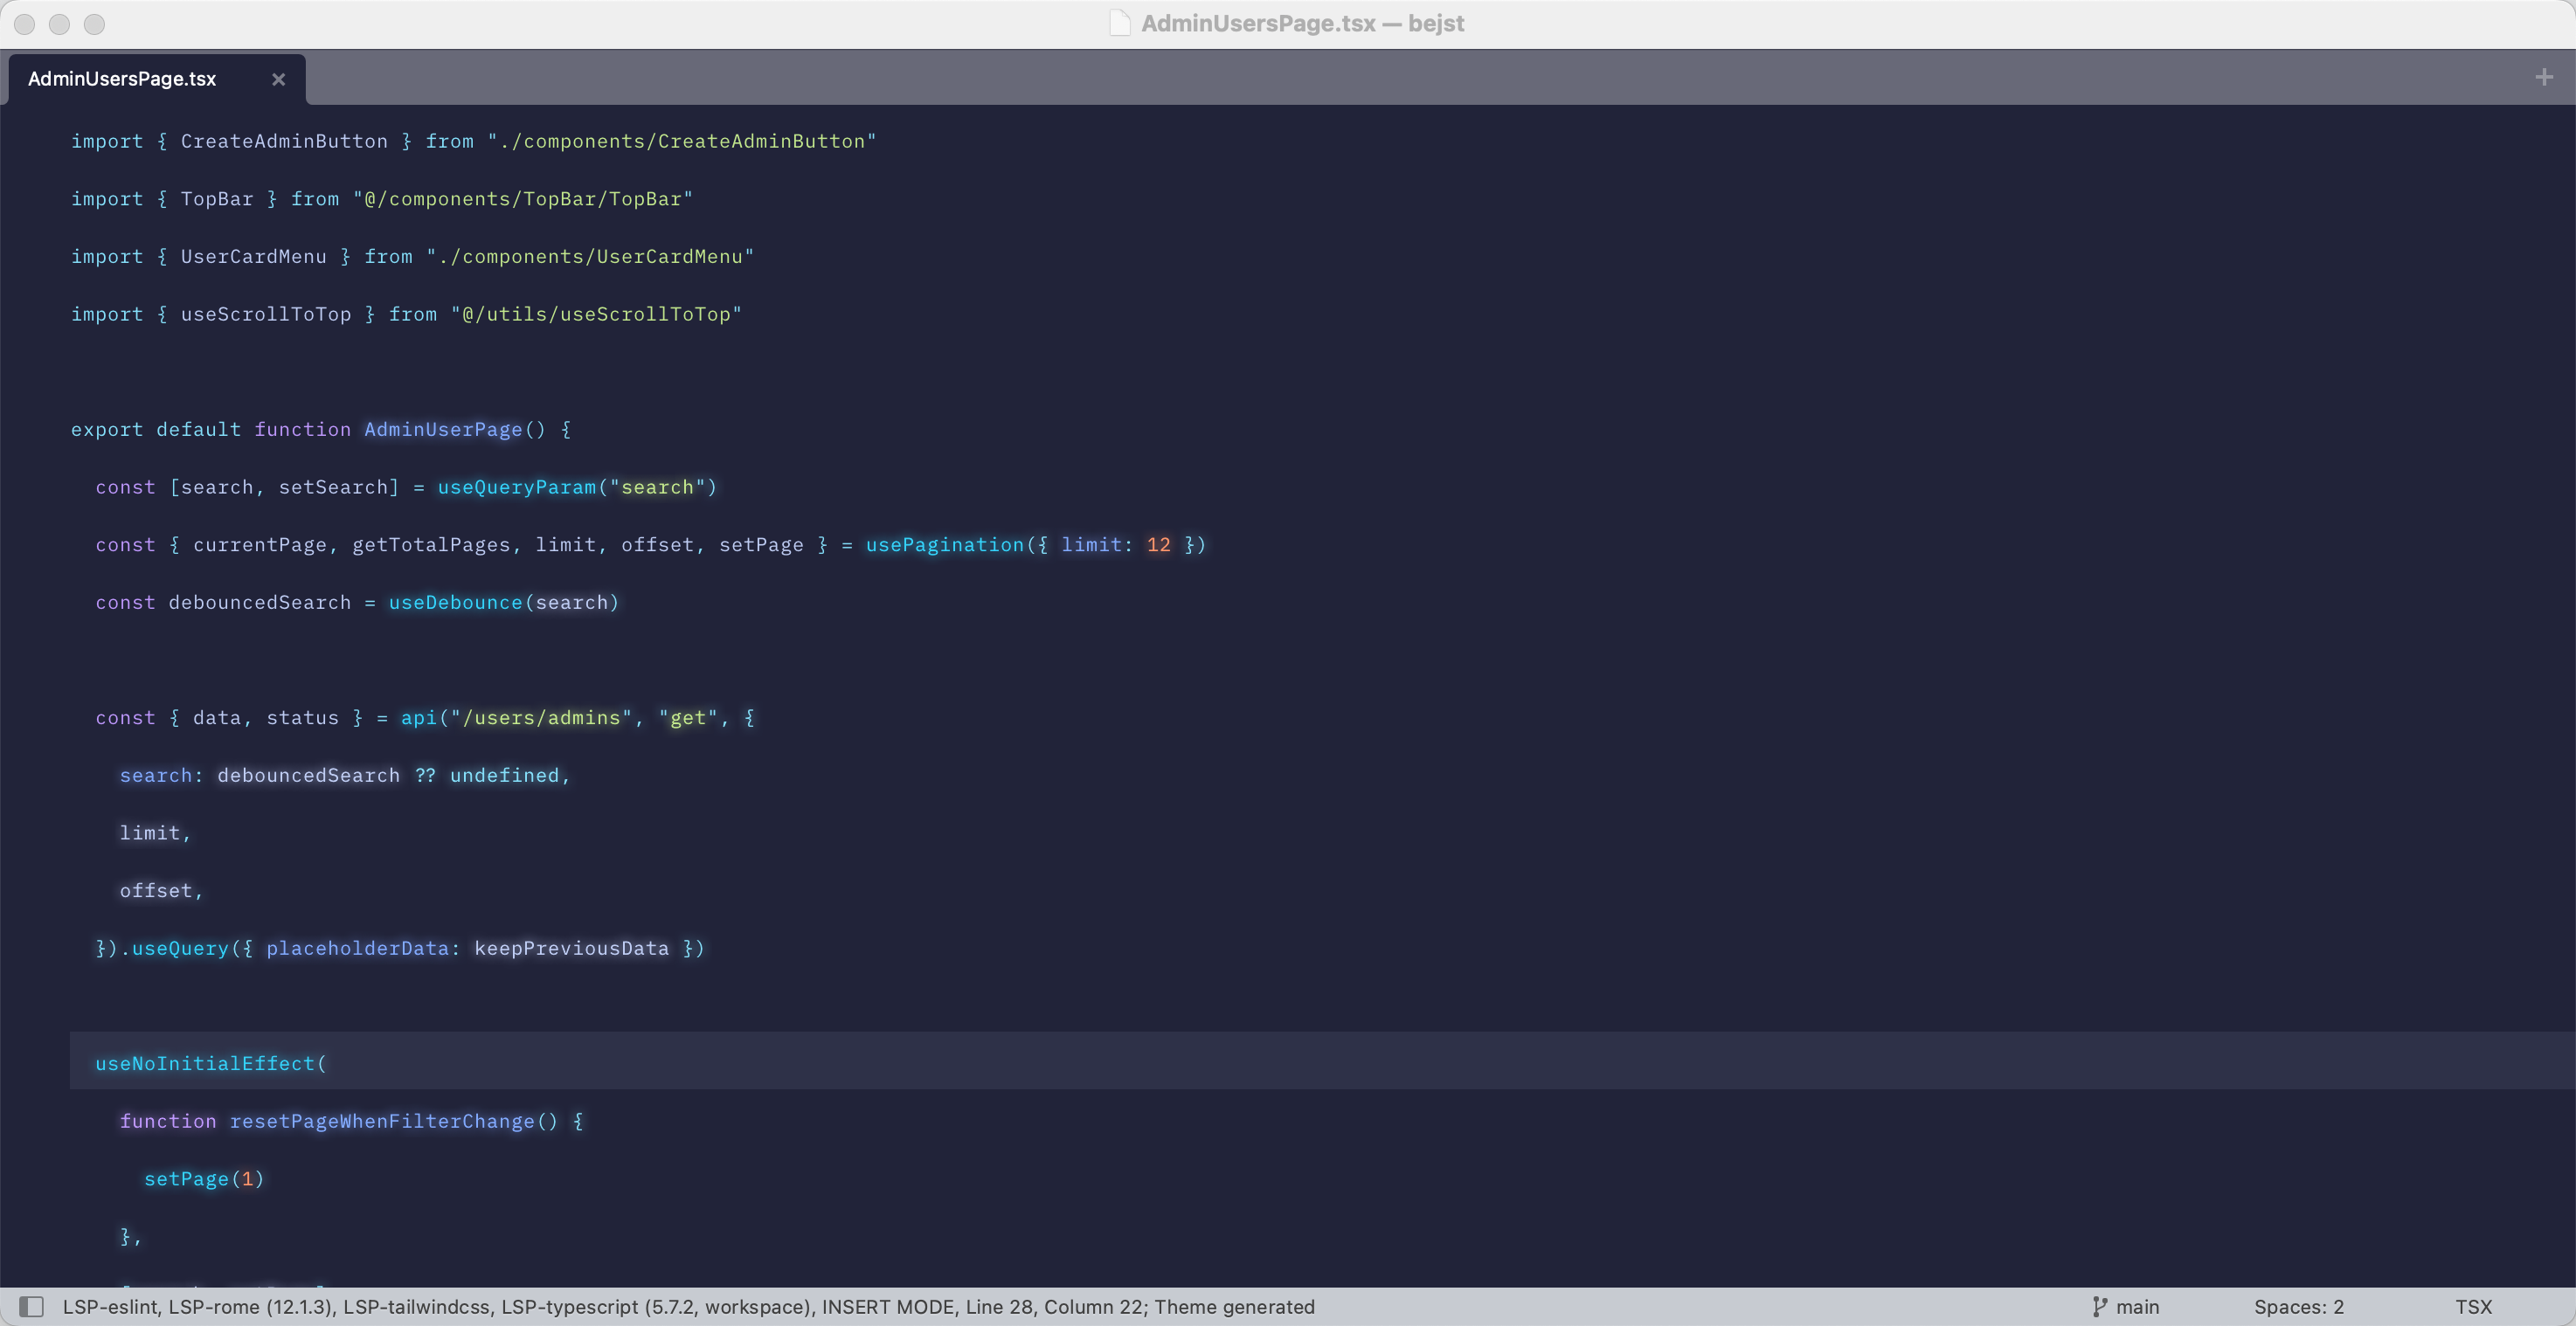 AdminUsersPage.tsx — bejst
AdminUsersPage.tsx
import { CreateAdminButton } from "./components/CreateAdminButton"
import { TopBar } from "@/components/TopBar/TopBar"
import { UserCardMenu } from "./components/UserCardMenu"
import { useScrollToTop } from "@/utils/useScrollToTop"
export default function AdminUserPage() {
const [search, setSearch] = useQueryParam("search")
const { currentPage, getTotalPages, limit, offset, setPage } = usePagination({ limit: 12 })
const debouncedSearch = useDebounce(search)
const { data, status } = api("/users/admins", "get", {
search: debouncedSearch ?? undefined,
limit,
offset,
}).useQuery({ placeholderData: keepPreviousData })
useNoInitialEffect(
function resetPageWhenFilterChange() {
setPage(1)
},
LSP-eslint, LSP-rome (12.1.3), LSP-tailwindcss, LSP-typescript (5.7.2, workspace), INSERT MODE, Line 28, Column 22; Theme generated
main
Spaces: 2
TSX